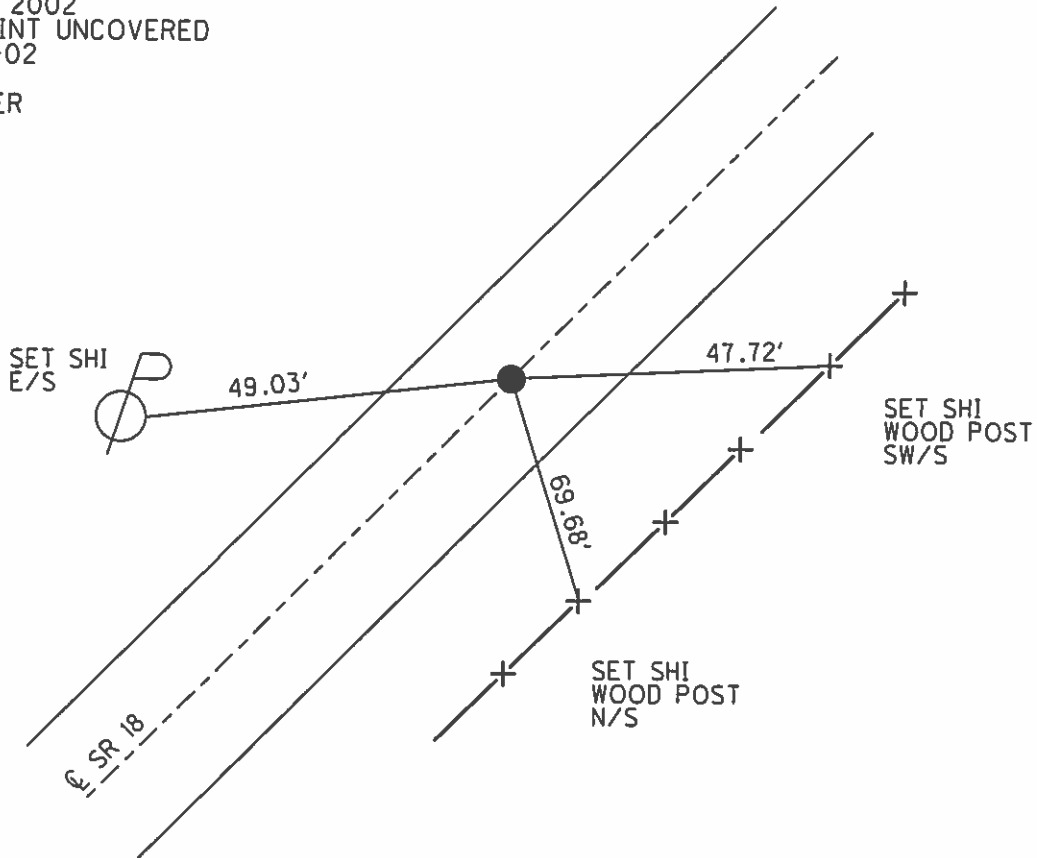 2002
INT UNCOVERED
-02
ER
SET SHI
E/S
49.03'
47.72'
69.68'
SET SHI
WOOD POST
SW/S
SET SHI
WOOD POST
N/S
℄ SR 18